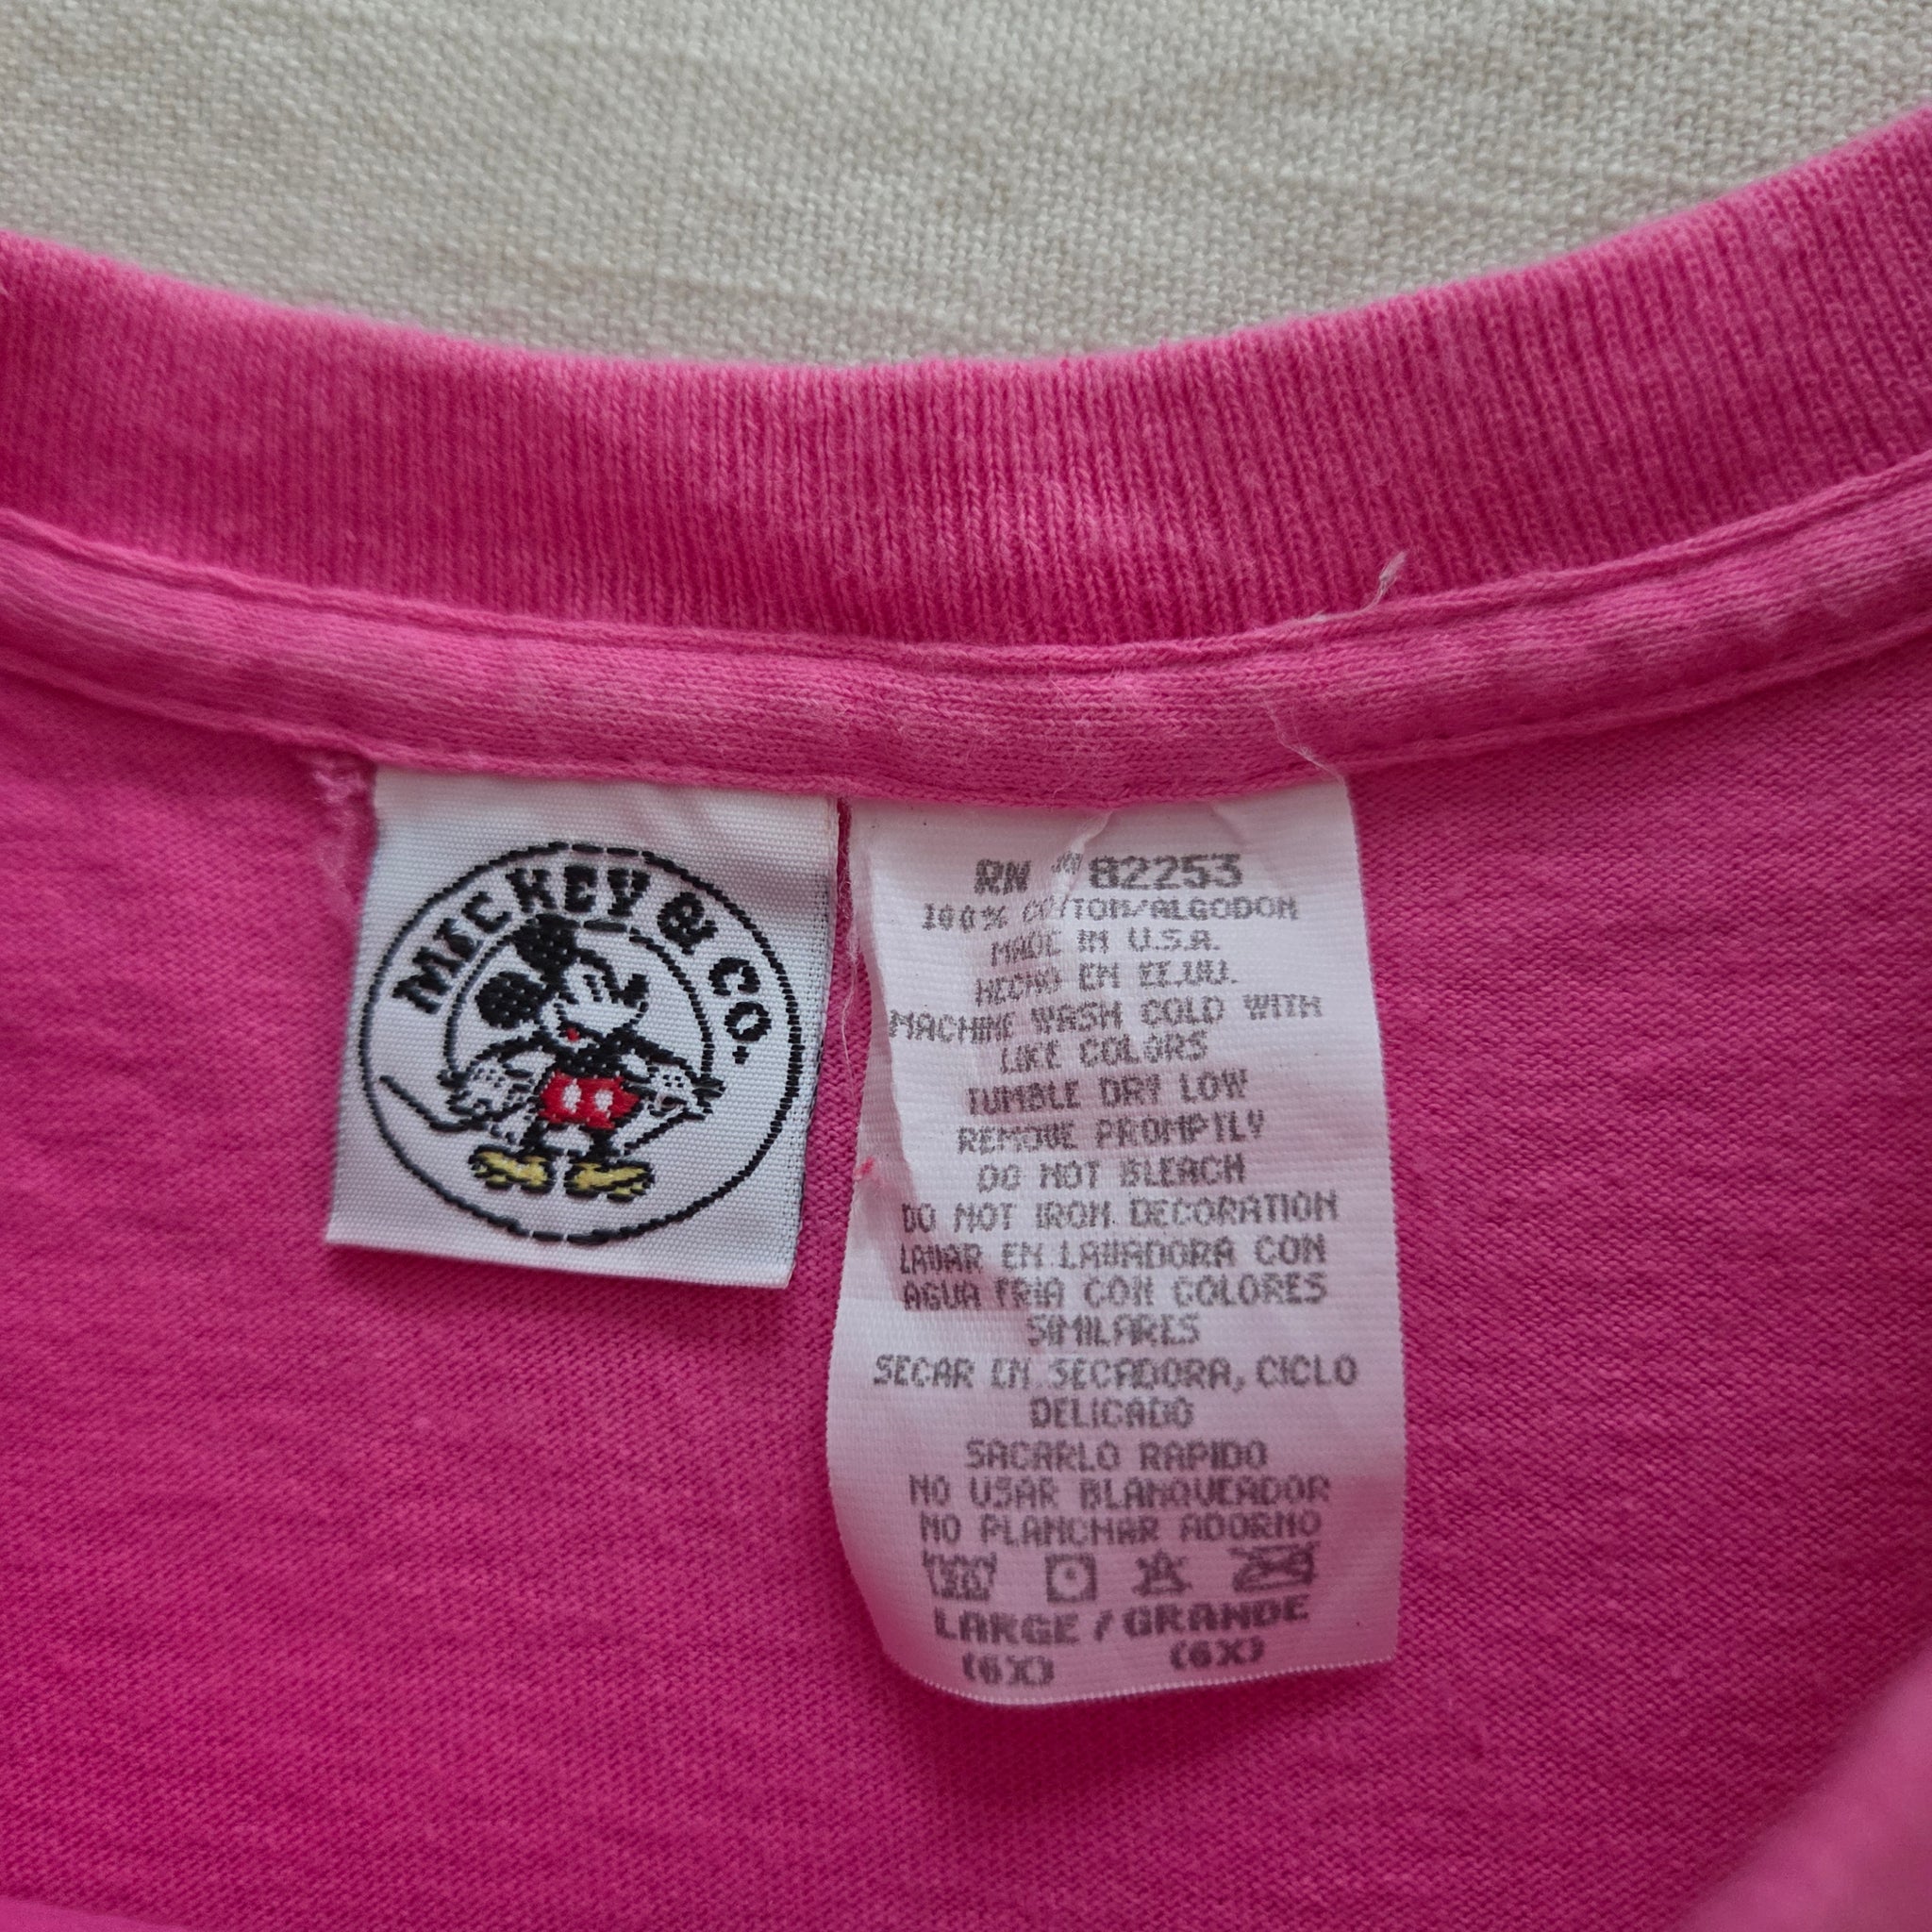 MICKEY & CO.
RN 82253
100% COTTON/ALGODON
MADE IN U.S.A.
HECHO EN EE.UU.
MACHINE WASH COLD WITH
LIKE COLORS
TUMBLE DRY LOW
REMOVE PROMPTLY
DO NOT BLEACH
DO NOT IRON DECORATION
LAVAR EN LAVADORA CON
AGUA FRIA CON COLORES
SIMILARES
SECAR EN SECADORA, CICLO
DELICADO
SACARLO RAPIDO
NO USAR BLANQUEADOR
NO PLANCHAR ADORNO
LARGE / GRANDE
(6X) (6X)